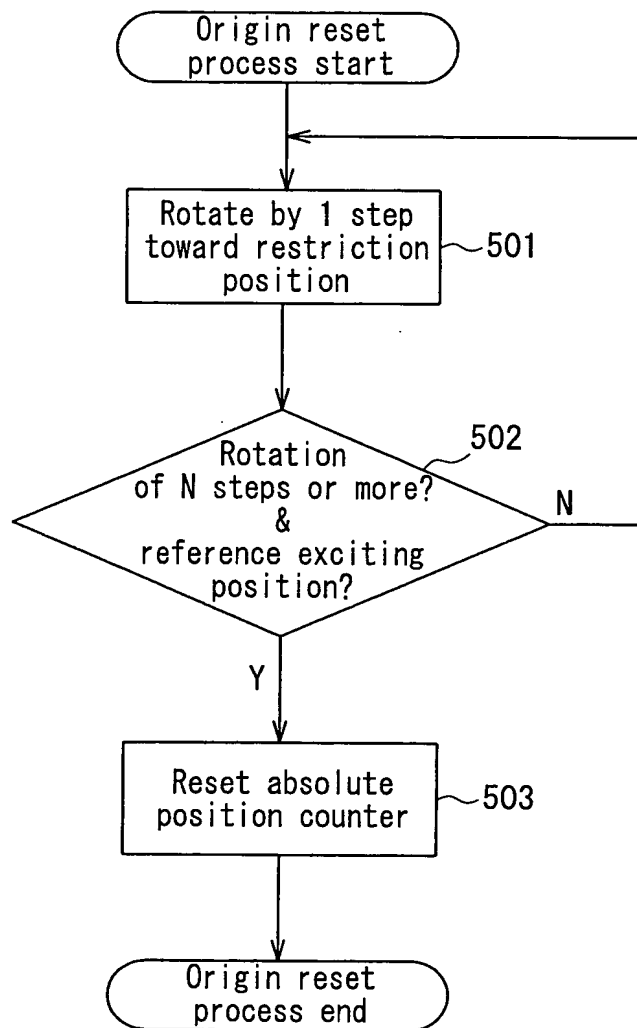 Origin reset
process start
Rotate by 1 step
toward restriction
position
501
502
Rotation
of N steps or more?
&
reference exciting
position?
N
Y
Reset absolute
position counter
503
Origin reset
process end